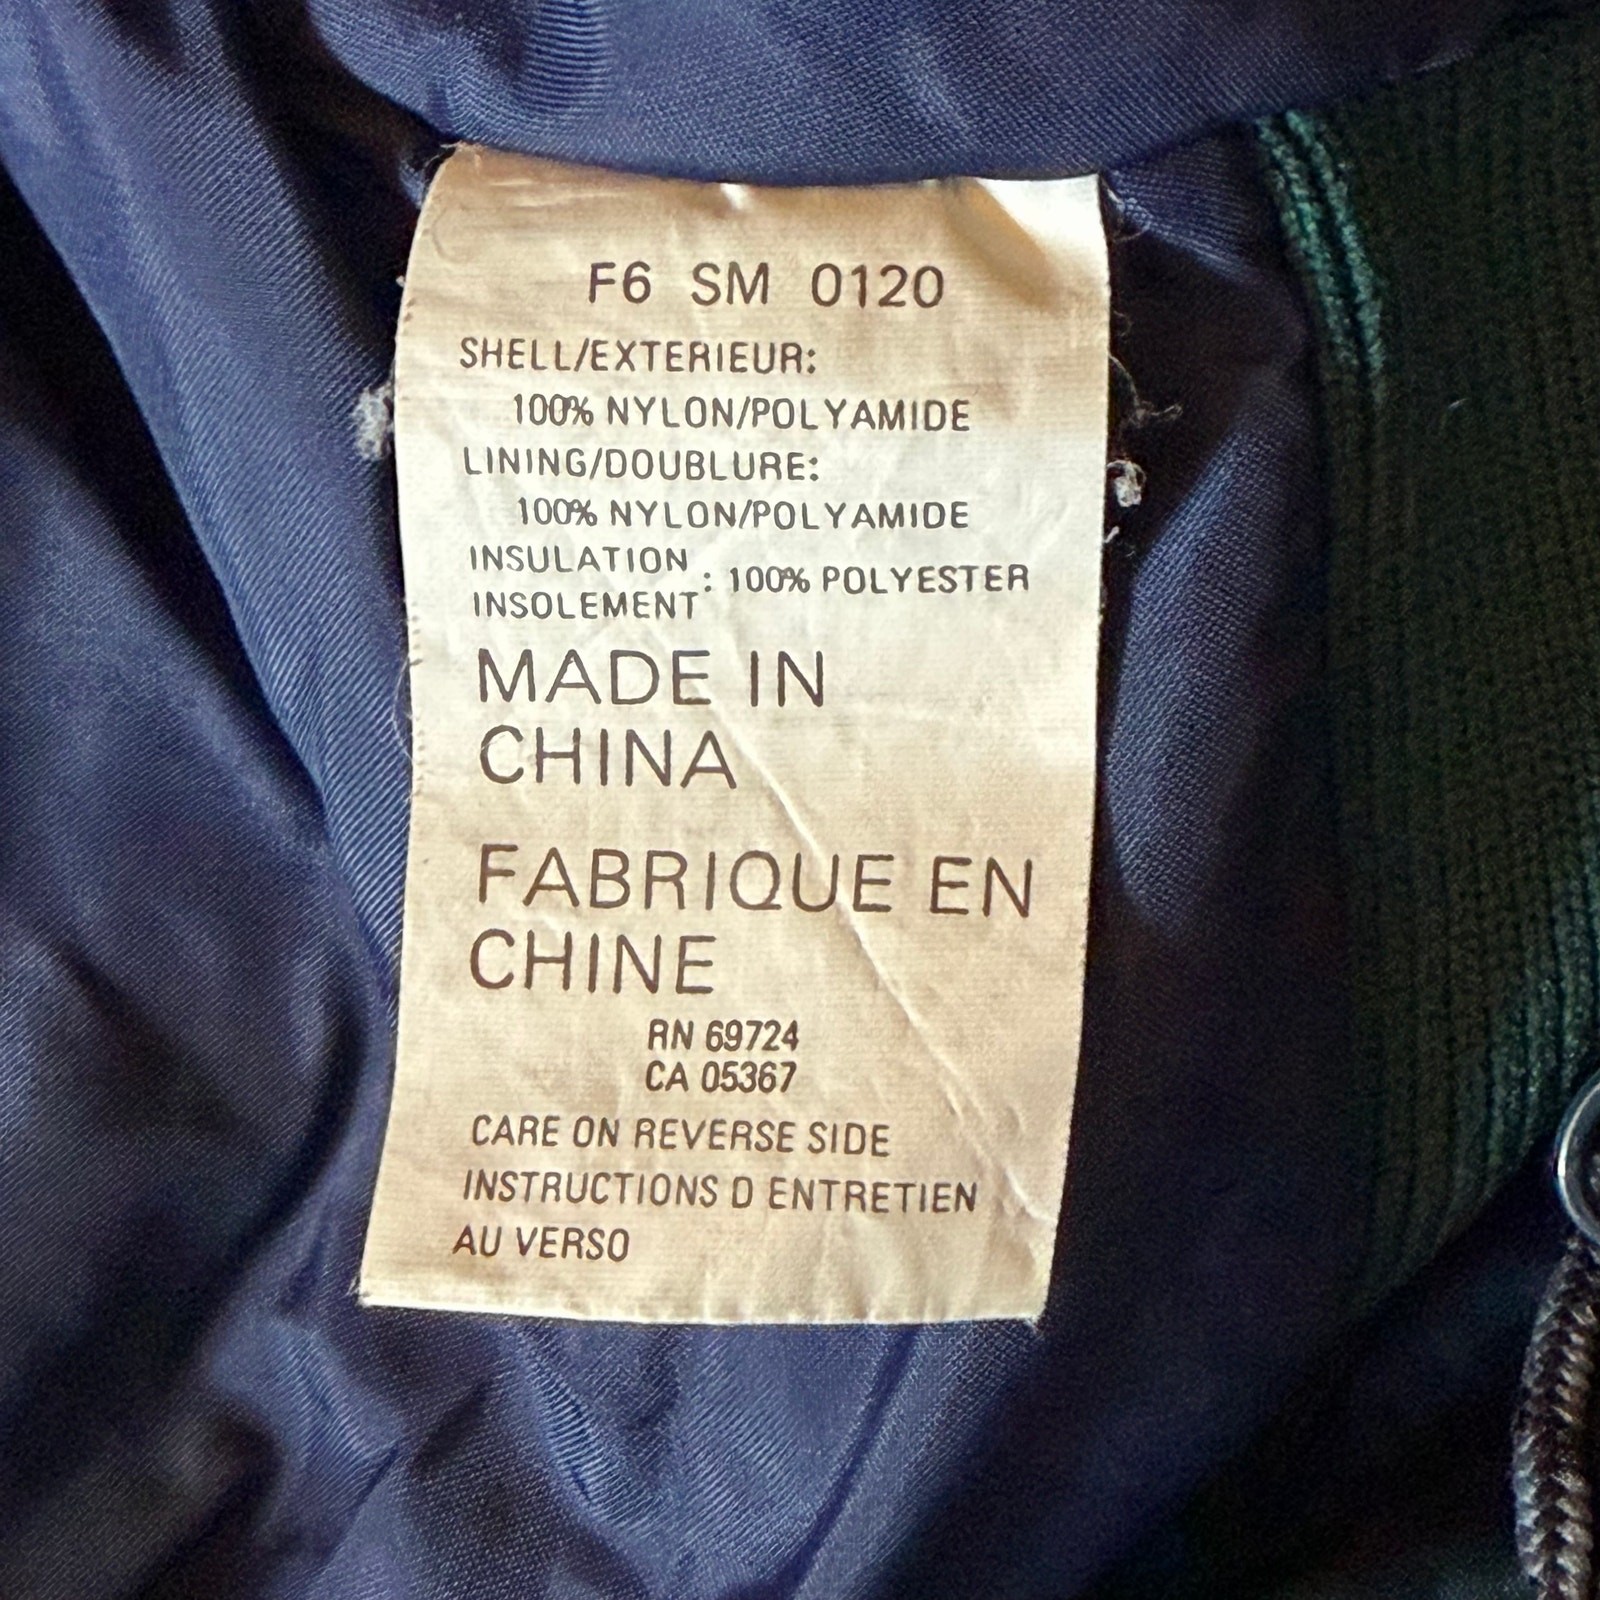 F6 SM 0120
SHELL/EXTERIEUR:
100% NYLON/POLYAMIDE
LINING/DOUBLURE:
100% NYLON/POLYAMIDE
INSULATION
INSOLEMENT : 100% POLYESTER
MADE IN
CHINA
FABRIQUE EN
CHINE
RN 69724
CA 05367
CARE ON REVERSE SIDE
INSTRUCTIONS D ENTRETIEN
AU VERSO